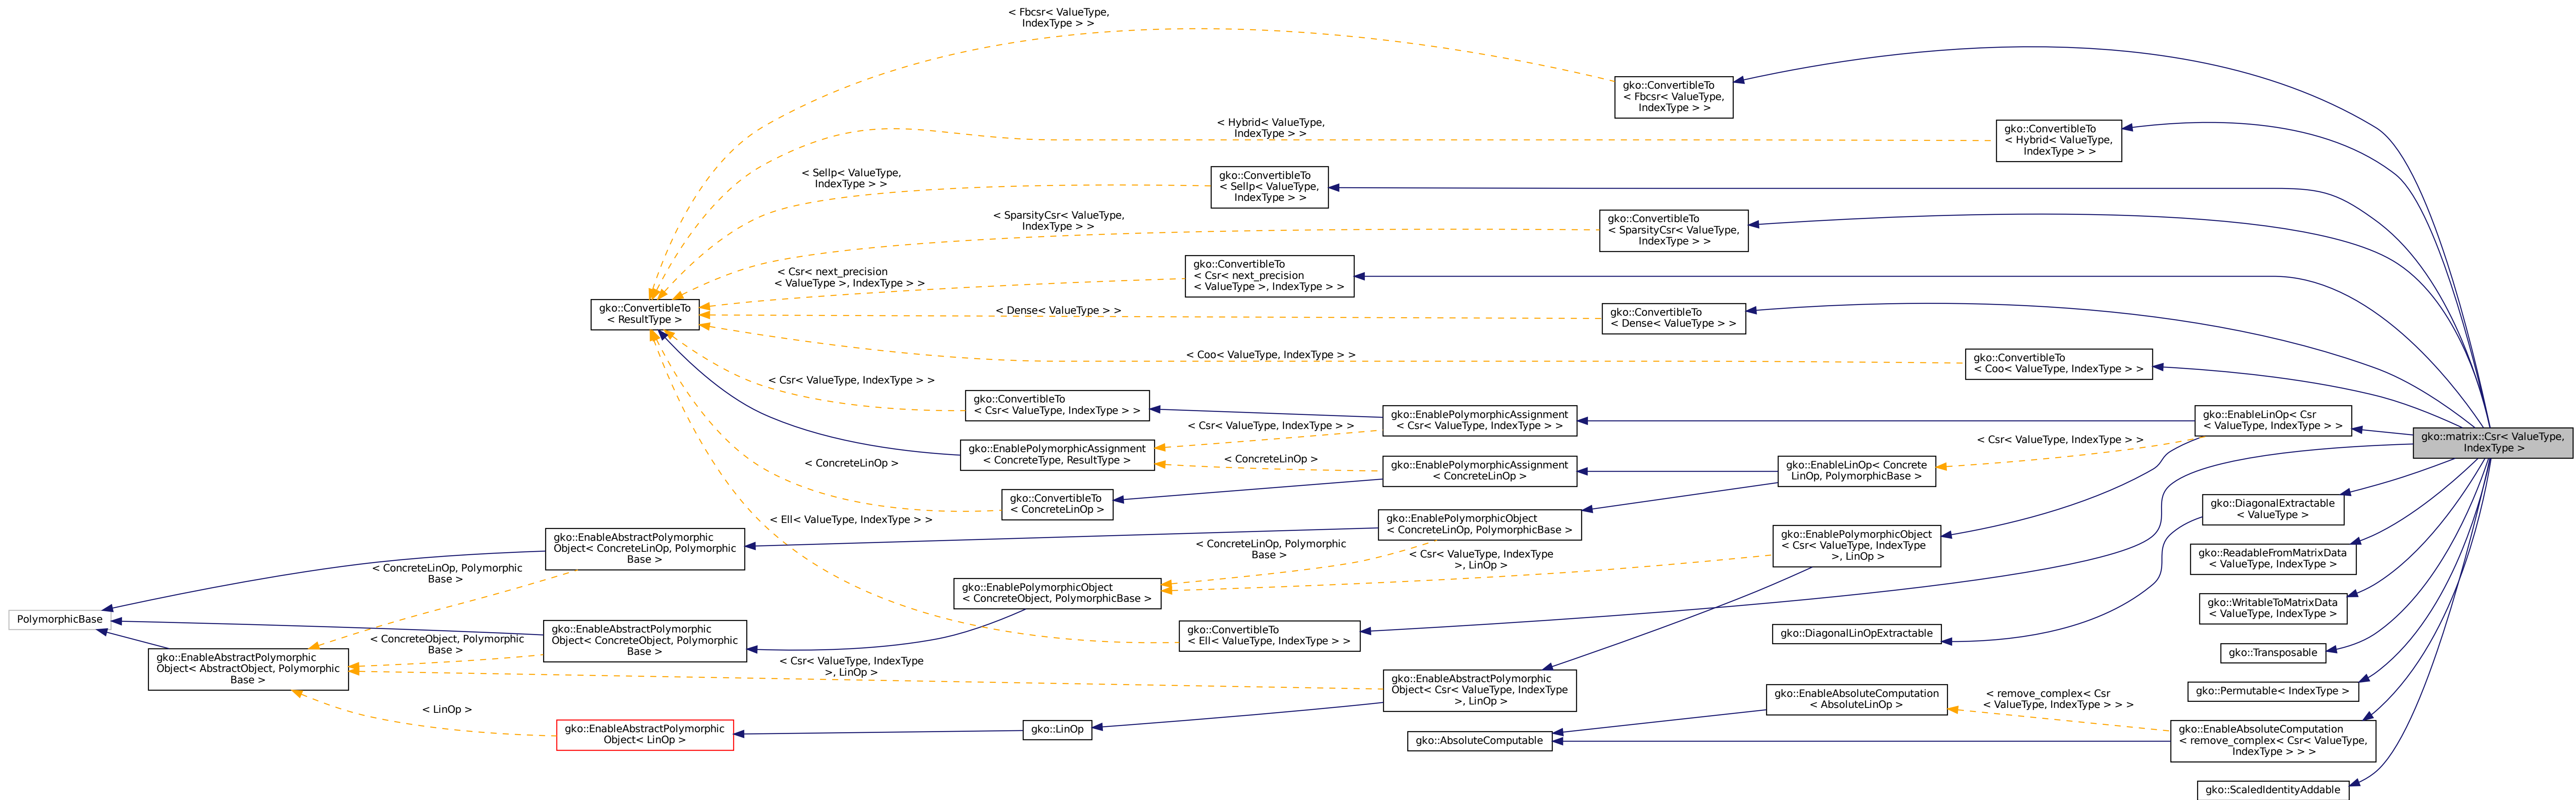 < Fbcsr< ValueType,
IndexType > >
gko::ConvertibleTo
< Fbcsr< ValueType,
IndexType > >
< Hybrid< ValueType,
IndexType > >
gko::ConvertibleTo
< Hybrid< ValueType,
IndexType > >
< Sellp< ValueType,
IndexType > >
gko::ConvertibleTo
< Sellp< ValueType,
IndexType > >
< SparsityCsr< ValueType,
IndexType > >
gko::ConvertibleTo
< SparsityCsr< ValueType,
IndexType > >
< Csr< next_precision
< ValueType >, IndexType > >
gko::ConvertibleTo
< Csr< next_precision
< ValueType >, IndexType > >
gko::ConvertibleTo
< ResultType >
< Dense< ValueType > >
gko::ConvertibleTo
< Dense< ValueType > >
< Coo< ValueType, IndexType > >
gko::ConvertibleTo
< Coo< ValueType, IndexType > >
< Csr< ValueType, IndexType > >
gko::ConvertibleTo
< Csr< ValueType, IndexType > >
gko::EnablePolymorphicAssignment
< Csr< ValueType, IndexType > >
gko::EnableLinOp< Csr
< ValueType, IndexType > >
gko::matrix::Csr< ValueType,
IndexType >
< Csr< ValueType, IndexType > >
< Csr< ValueType, IndexType > >
gko::EnablePolymorphicAssignment
< ConcreteType, ResultType >
< ConcreteLinOp >
< ConcreteLinOp >
gko::EnablePolymorphicAssignment
< ConcreteLinOp >
gko::EnableLinOp< Concrete
LinOp, PolymorphicBase >
gko::ConvertibleTo
< ConcreteLinOp >
gko::DiagonalExtractable
< ValueType >
< Ell< ValueType, IndexType > >
gko::EnablePolymorphicObject
< ConcreteLinOp, PolymorphicBase >
gko::EnableAbstractPolymorphic
Object< ConcreteLinOp, Polymorphic
Base >
gko::EnablePolymorphicObject
< Csr< ValueType, IndexType
>, LinOp >
< ConcreteLinOp, Polymorphic
Base >
< Csr< ValueType, IndexType
>, LinOp >
gko::ReadableFromMatrixData
< ValueType, IndexType >
< ConcreteLinOp, Polymorphic
Base >
gko::EnablePolymorphicObject
< ConcreteObject, PolymorphicBase >
gko::WritableToMatrixData
< ValueType, IndexType >
PolymorphicBase
gko::EnableAbstractPolymorphic
Object< ConcreteObject, Polymorphic
Base >
gko::ConvertibleTo
< Ell< ValueType, IndexType > >
gko::DiagonalLinOpExtractable
< ConcreteObject, Polymorphic
Base >
gko::Transposable
gko::EnableAbstractPolymorphic
Object< AbstractObject, Polymorphic
Base >
< Csr< ValueType, IndexType
>, LinOp >
gko::EnableAbstractPolymorphic
Object< Csr< ValueType, IndexType
>, LinOp >
gko::Permutable< IndexType >
gko::EnableAbsoluteComputation
< AbsoluteLinOp >
< remove_complex< Csr
< ValueType, IndexType > > >
< LinOp >
gko::EnableAbstractPolymorphic
Object< LinOp >
gko::LinOp
gko::AbsoluteComputable
gko::EnableAbsoluteComputation
< remove_complex< Csr< ValueType,
IndexType > > >
gko::ScaledIdentityAddable